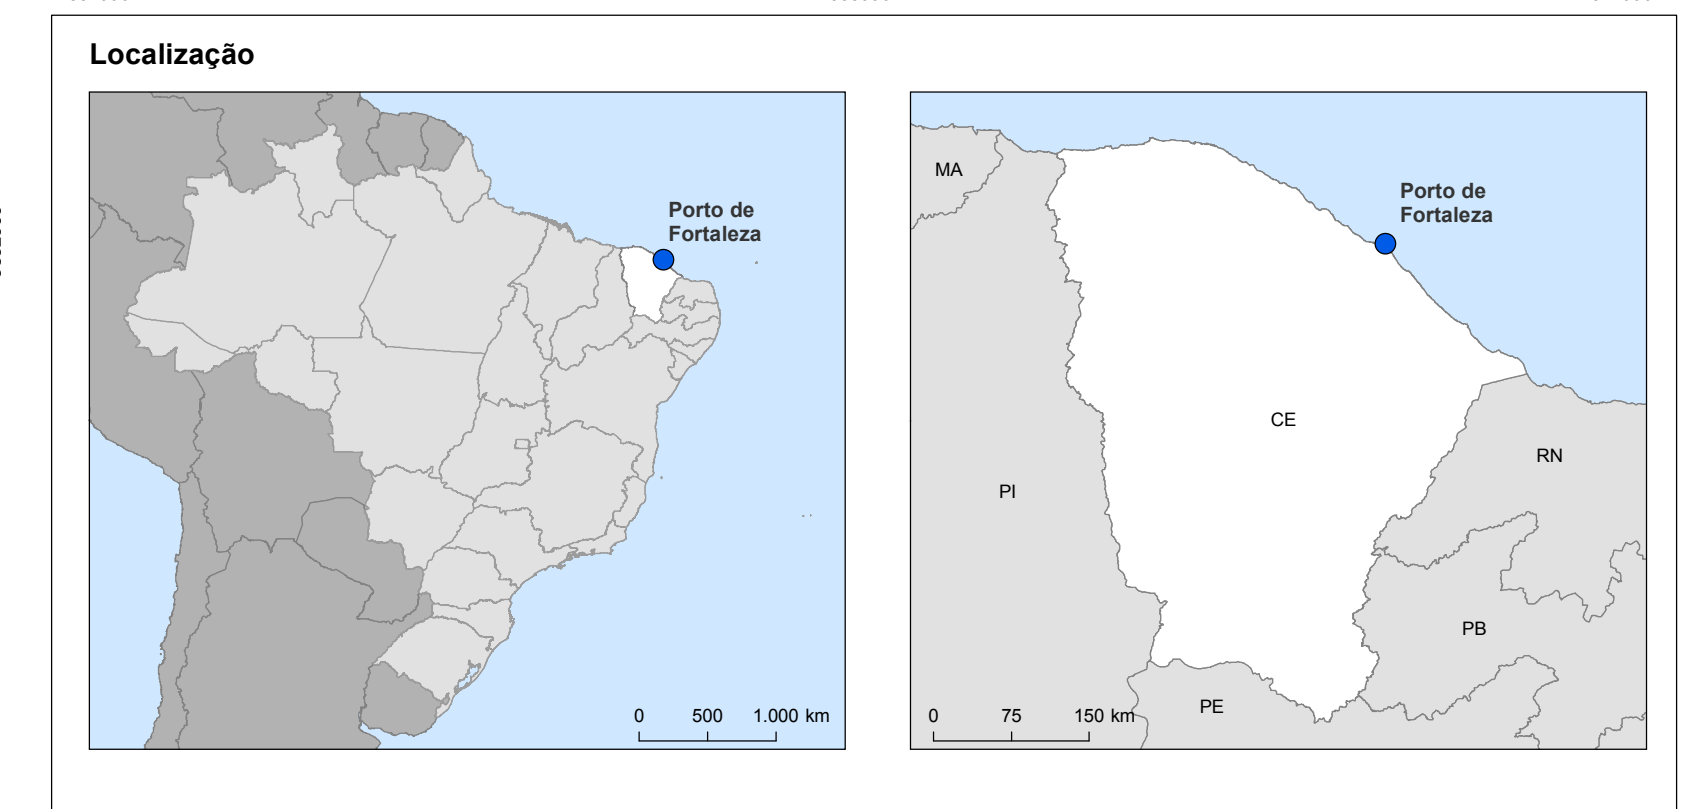 Localização
Porto de
Fortaleza
0 500 1.000 km
MA
Porto de
Fortaleza
CE
RN
PI
PB
PE
0 75 150 km